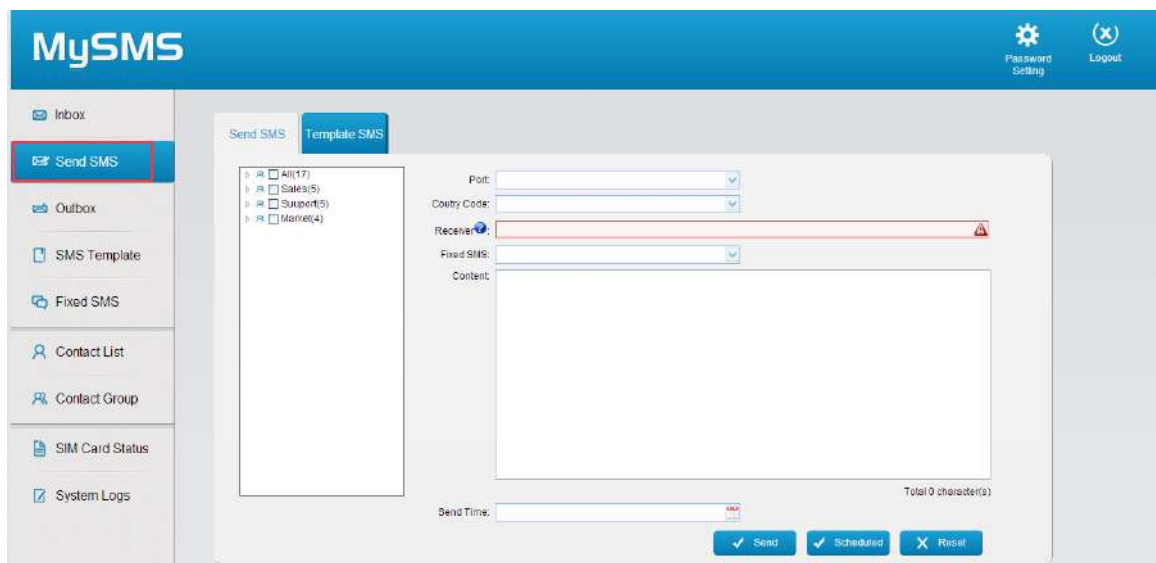 MySMS
Password
Setting
Logout
Inbox
Send SMS
Outbox
SMS Template
Fixed SMS
Contact List
Contact Group
SIM Card Status
System Logs
Send SMS
Template SMS
All(17)
Sales(5)
Suuport(5)
Market(4)
Port:
Coutry Code:
Receiver?:
Fixed SMS:
Content:
Total 0 character(s)
Send Time:
Send
Scheduled
Reset